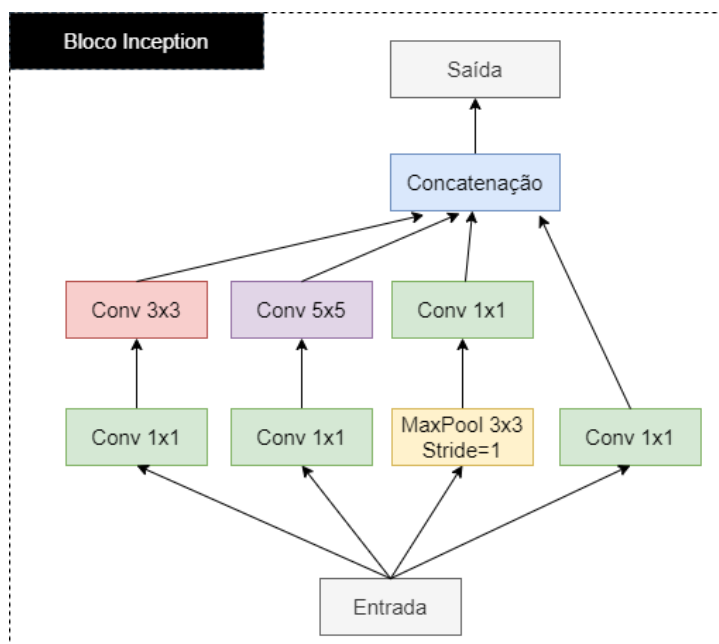 Bloco Inception
Saída
Concatenação
Conv 3x3
Conv 5x5
Conv 1x1
Conv 1x1
Conv 1x1
MaxPool 3x3
Stride=1
Conv 1x1
Entrada